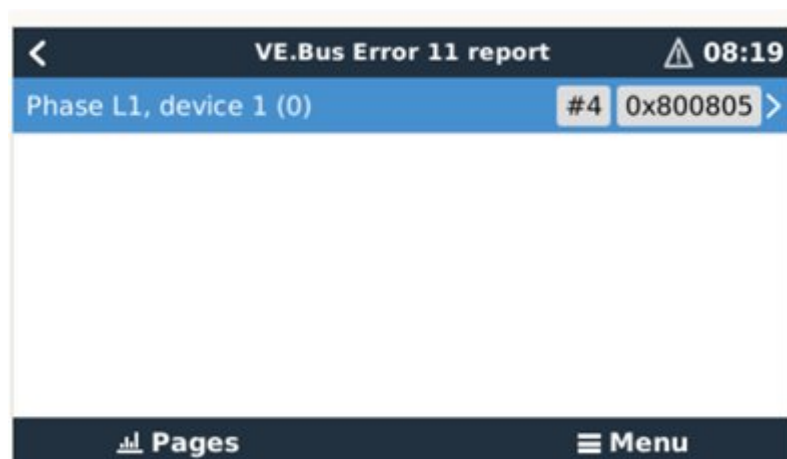 VE.Bus Error 11 report 08:19
Phase L1, device 1 (0) #4 0x800805
Pages Menu